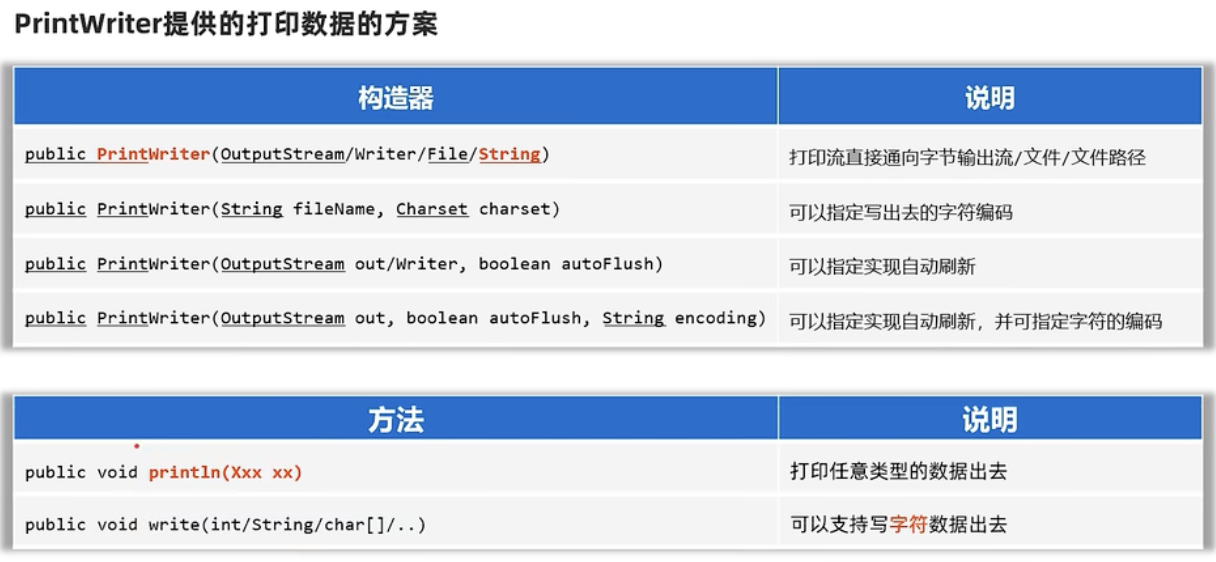 PrintWriter提供的打印数据的方案
构造器 说明
public PrintWriter(OutputStream/Writer/File/String) 打印流直接通向字节输出流/文件/文件路径
public PrintWriter(String fileName, Charset charset) 可以指定写出去的字符编码
public PrintWriter(OutputStream out/Writer, boolean autoFlush) 可以指定实现自动刷新
public PrintWriter(OutputStream out, boolean autoFlush, String encoding) 可以指定实现自动刷新，并可指定字符的编码
方法 说明
public void println(Xxx xx) 打印任意类型的数据出去
public void write(int/String/char[]/..) 可以支持写字符数据出去